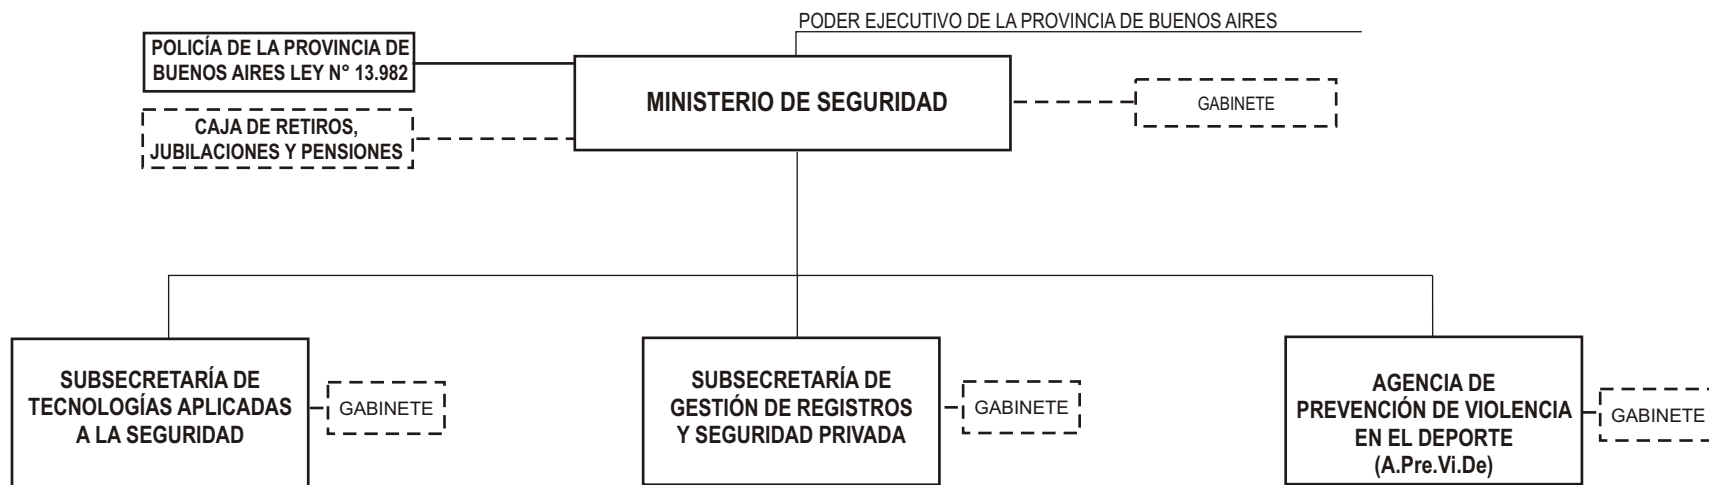 PODER EJECUTIVO DE LA PROVINCIA DE BUENOS AIRES
POLICÍA DE LA PROVINCIA DE
BUENOS AIRES LEY N° 13.982
MINISTERIO DE SEGURIDAD
GABINETE
CAJA DE RETIROS,
JUBILACIONES Y PENSIONES
SUBSECRETARÍA DE
TECNOLOGÍAS APLICADAS
A LA SEGURIDAD
GABINETE
SUBSECRETARÍA DE
GESTIÓN DE REGISTROS
Y SEGURIDAD PRIVADA
GABINETE
AGENCIA DE
PREVENCIÓN DE VIOLENCIA
EN EL DEPORTE
(A.Pre.Vi.De)
GABINETE